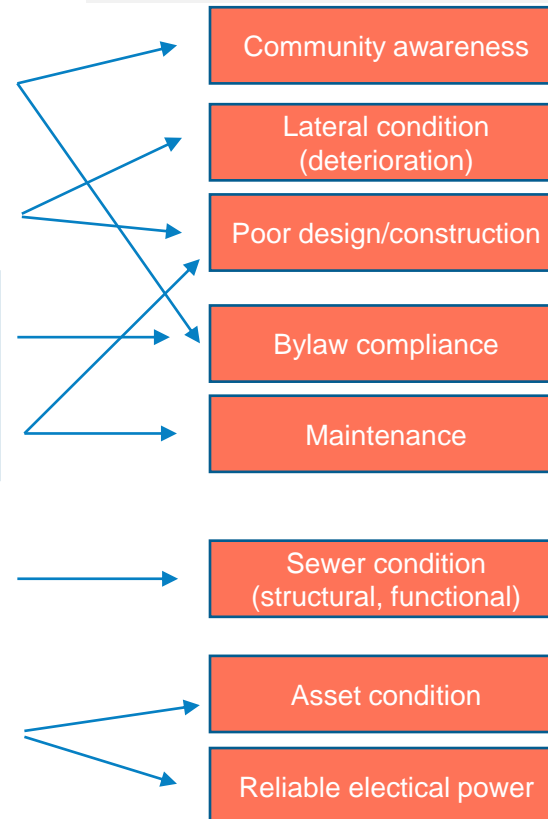 Community awareness
Lateral condition
(deterioration)
Poor design/construction
Bylaw compliance
Maintenance
Sewer condition
(structural, functional)
Asset condition
Reliable electical power